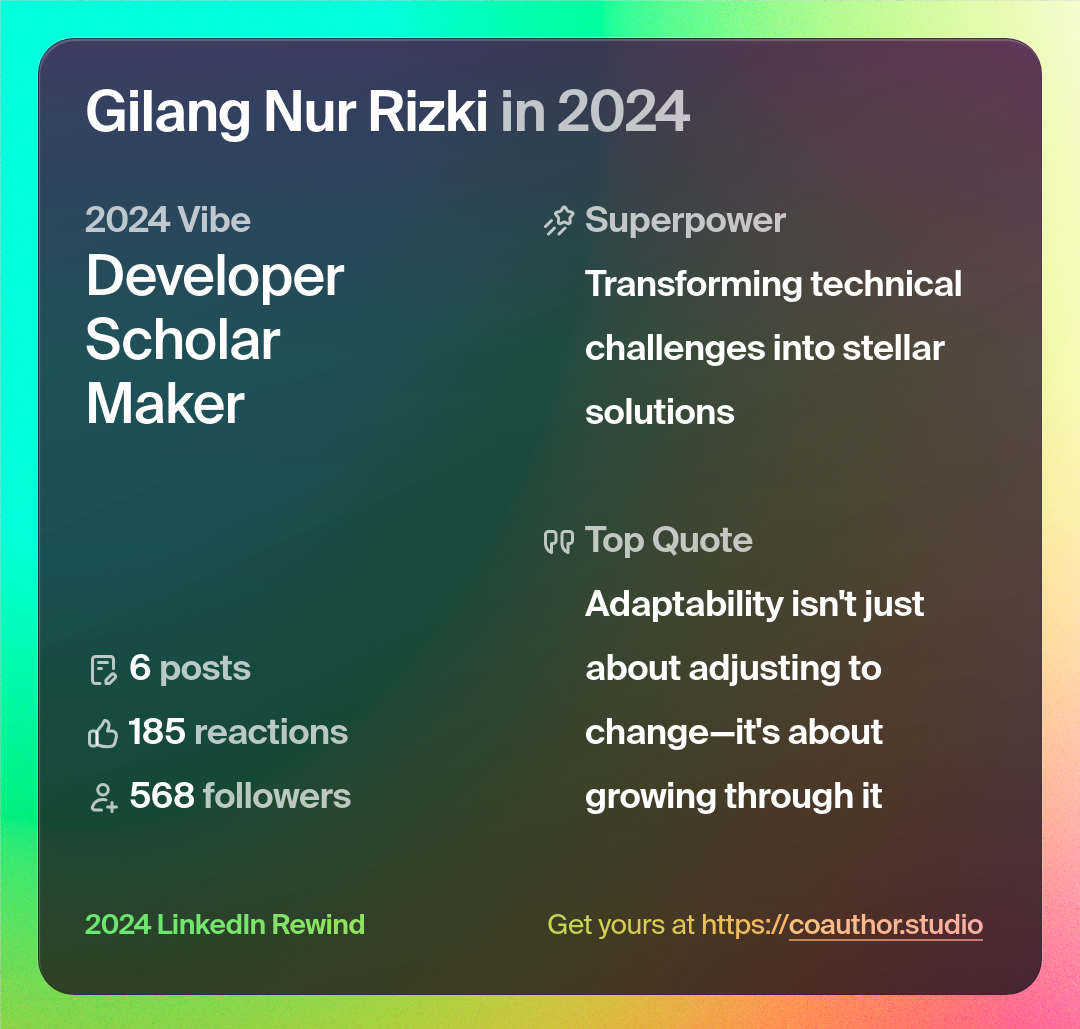 Gilang Nur Rizki in 2024
2024 Vibe
Developer
Scholar
Maker
6 posts
185 reactions
568 followers
Superpower
Transforming technical
challenges into stellar
solutions
Top Quote
Adaptability isn't just
about adjusting to
change—it's about
growing through it
2024 LinkedIn Rewind
Get yours at https://coauthor.studio